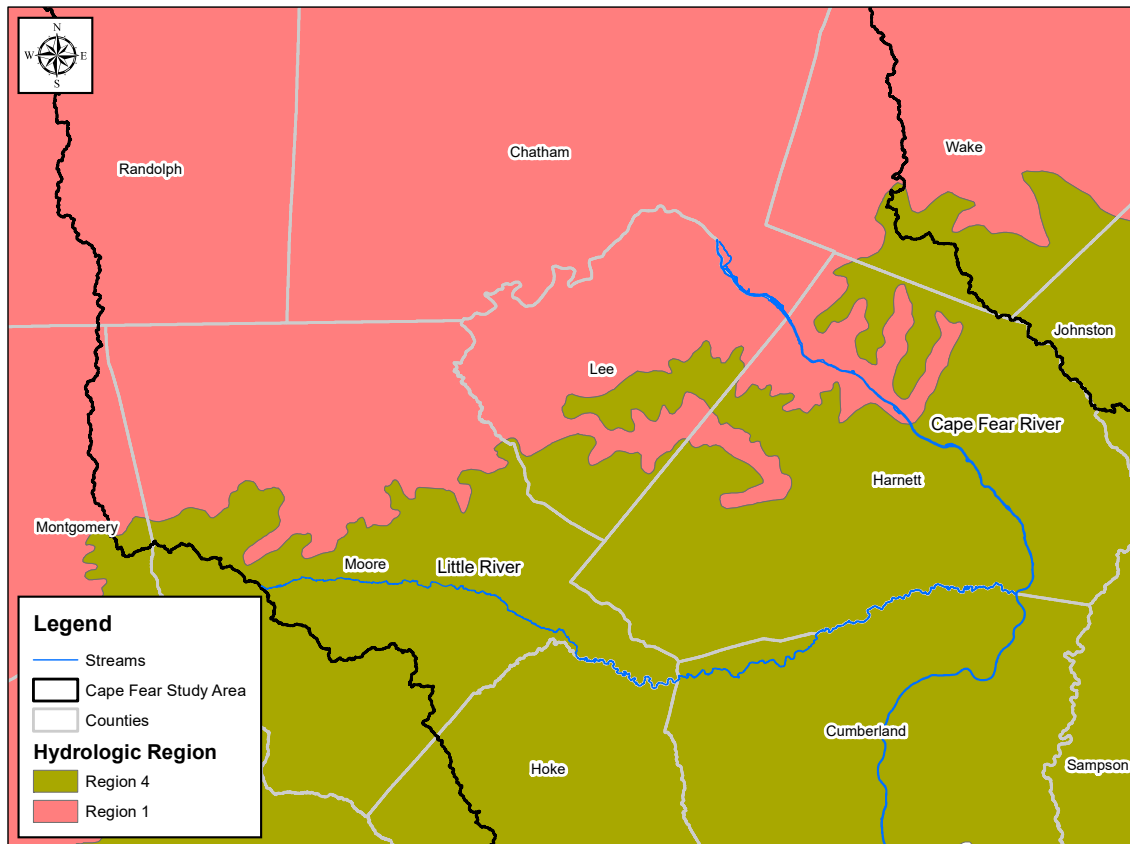 N
W E
S
Randolph
Chatham
Wake
Johnston
Lee
Cape Fear River
Harnett
Montgomery
Moore
Little River
Cumberland
Hoke
Sampson
Legend
Streams
Cape Fear Study Area
Counties
Hydrologic Region
Region 4
Region 1